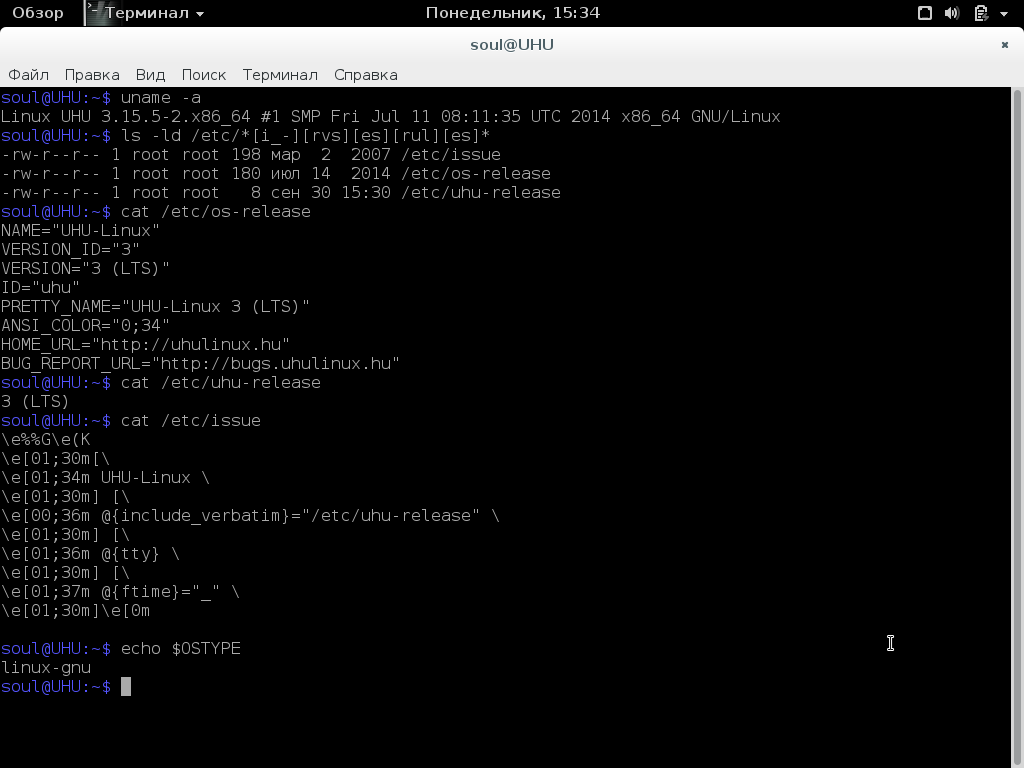 Обзор Терминал Понедельник, 15:34
soul@UHU
Файл Правка Вид Поиск Терминал Справка
soul@UHU:~$ uname -a
Linux UHU 3.15.5-2.x86_64 #1 SMP Fri Jul 11 08:11:35 UTC 2014 x86_64 GNU/Linux
soul@UHU:~$ ls -ld /etc/*[i_-][rvs][es][rul][es]*
-rw-r--r-- 1 root root 198 мар  2  2007 /etc/issue
-rw-r--r-- 1 root root 180 июл 14  2014 /etc/os-release
-rw-r--r-- 1 root root   8 сен 30 15:30 /etc/uhu-release
soul@UHU:~$ cat /etc/os-release
NAME="UHU-Linux"
VERSION_ID="3"
VERSION="3 (LTS)"
ID="uhu"
PRETTY_NAME="UHU-Linux 3 (LTS)"
ANSI_COLOR="0;34"
HOME_URL="http://uhulinux.hu"
BUG_REPORT_URL="http://bugs.uhulinux.hu"
soul@UHU:~$ cat /etc/uhu-release
3 (LTS)
soul@UHU:~$ cat /etc/issue
\e%%G\e(K
\e[01;30m[\
\e[01;34m UHU-Linux \
\e[01;30m] [\
\e[00;36m @{include_verbatim}="/etc/uhu-release" \
\e[01;30m] [\
\e[01;36m @{tty} \
\e[01;30m] [\
\e[01;37m @{ftime}="_" \
\e[01;30m]\e[0m
soul@UHU:~$ echo $OSTYPE
linux-gnu
soul@UHU:~$